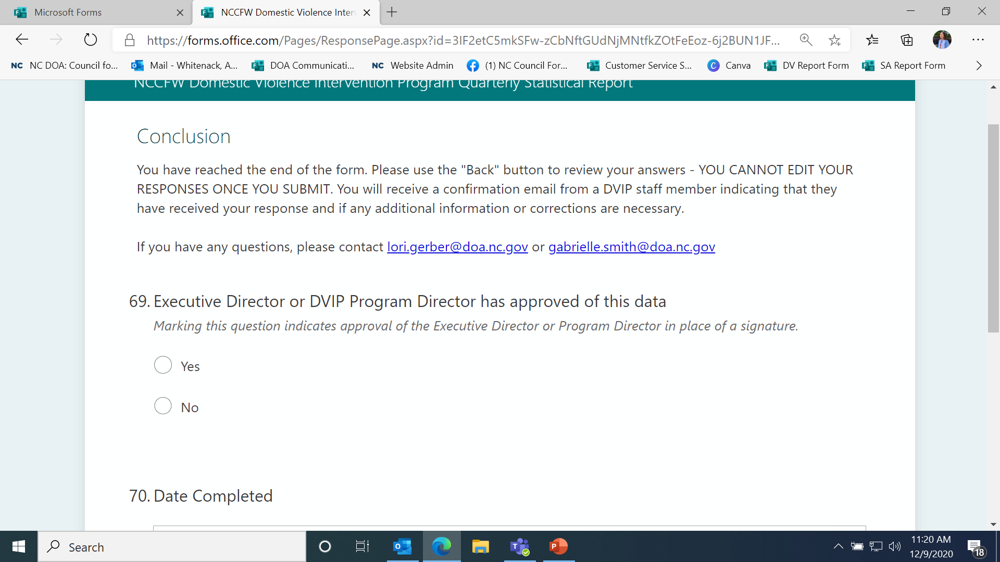 Microsoft Forms
NCCFW Domestic Violence Inter
https://forms.office.com/Pages/ResponsePage.aspx?id=3IF2etC5mkSFw-zCbNftGUdNjMNtfkZOtFeEoz-6j2BUN1JF...
NC NC DOA: Council fo... Mail - Whitenack, A... DOA Communicati... NC Website Admin (1) NC Council For... Customer Service S... Canva DV Report Form SA Report Form
NCCFW Domestic Violence Intervention Program Quarterly Statistical Report
Conclusion
You have reached the end of the form. Please use the "Back" button to review your answers - YOU CANNOT EDIT YOUR
RESPONSES ONCE YOU SUBMIT. You will receive a confirmation email from a DVIP staff member indicating that they
have received your response and if any additional information or corrections are necessary.
If you have any questions, please contact lori.gerber@doa.nc.gov or gabrielle.smith@doa.nc.gov
69. Executive Director or DVIP Program Director has approved of this data
Marking this question indicates approval of the Executive Director or Program Director in place of a signature.
Yes
No
70. Date Completed
Search
11:20 AM
12/9/2020
18